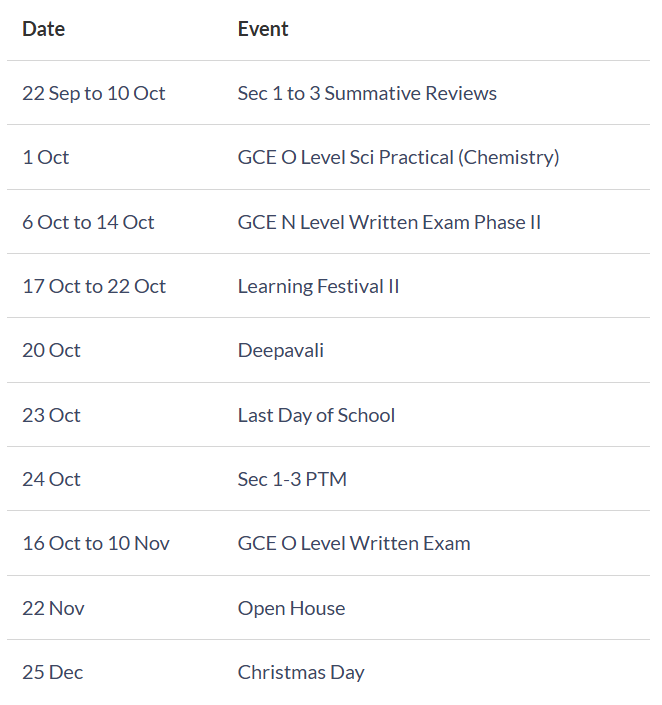 Date Event
22 Sep to 10 Oct Sec 1 to 3 Summative Reviews
1 Oct GCE O Level Sci Practical (Chemistry)
6 Oct to 14 Oct GCE N Level Written Exam Phase II
17 Oct to 22 Oct Learning Festival II
20 Oct Deepavali
23 Oct Last Day of School
24 Oct Sec 1-3 PTM
16 Oct to 10 Nov GCE O Level Written Exam
22 Nov Open House
25 Dec Christmas Day